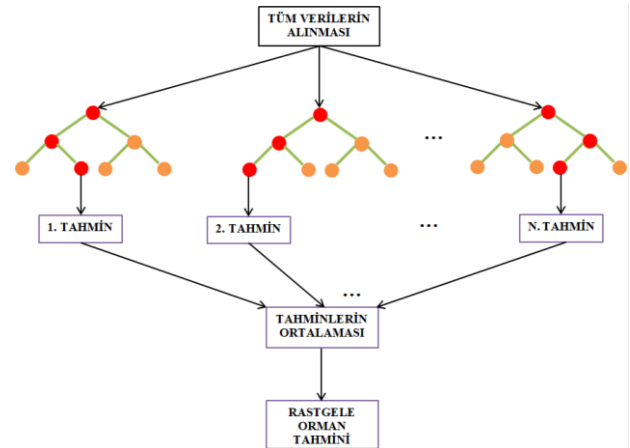 TÜM VERİLERİN
ALINMASI
...
1. TAHMİN
2. TAHMİN
...
N. TAHMİN
...
TAHMİNLERİN
ORTALAMASI
RASTGELE
ORMAN
TAHMİNİ